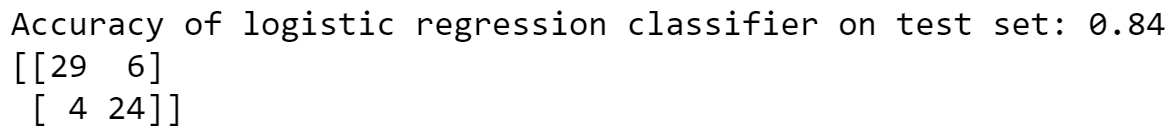 Accuracy of logistic regression classifier on test set: 0.84
[[29  6]
 [ 4 24]]